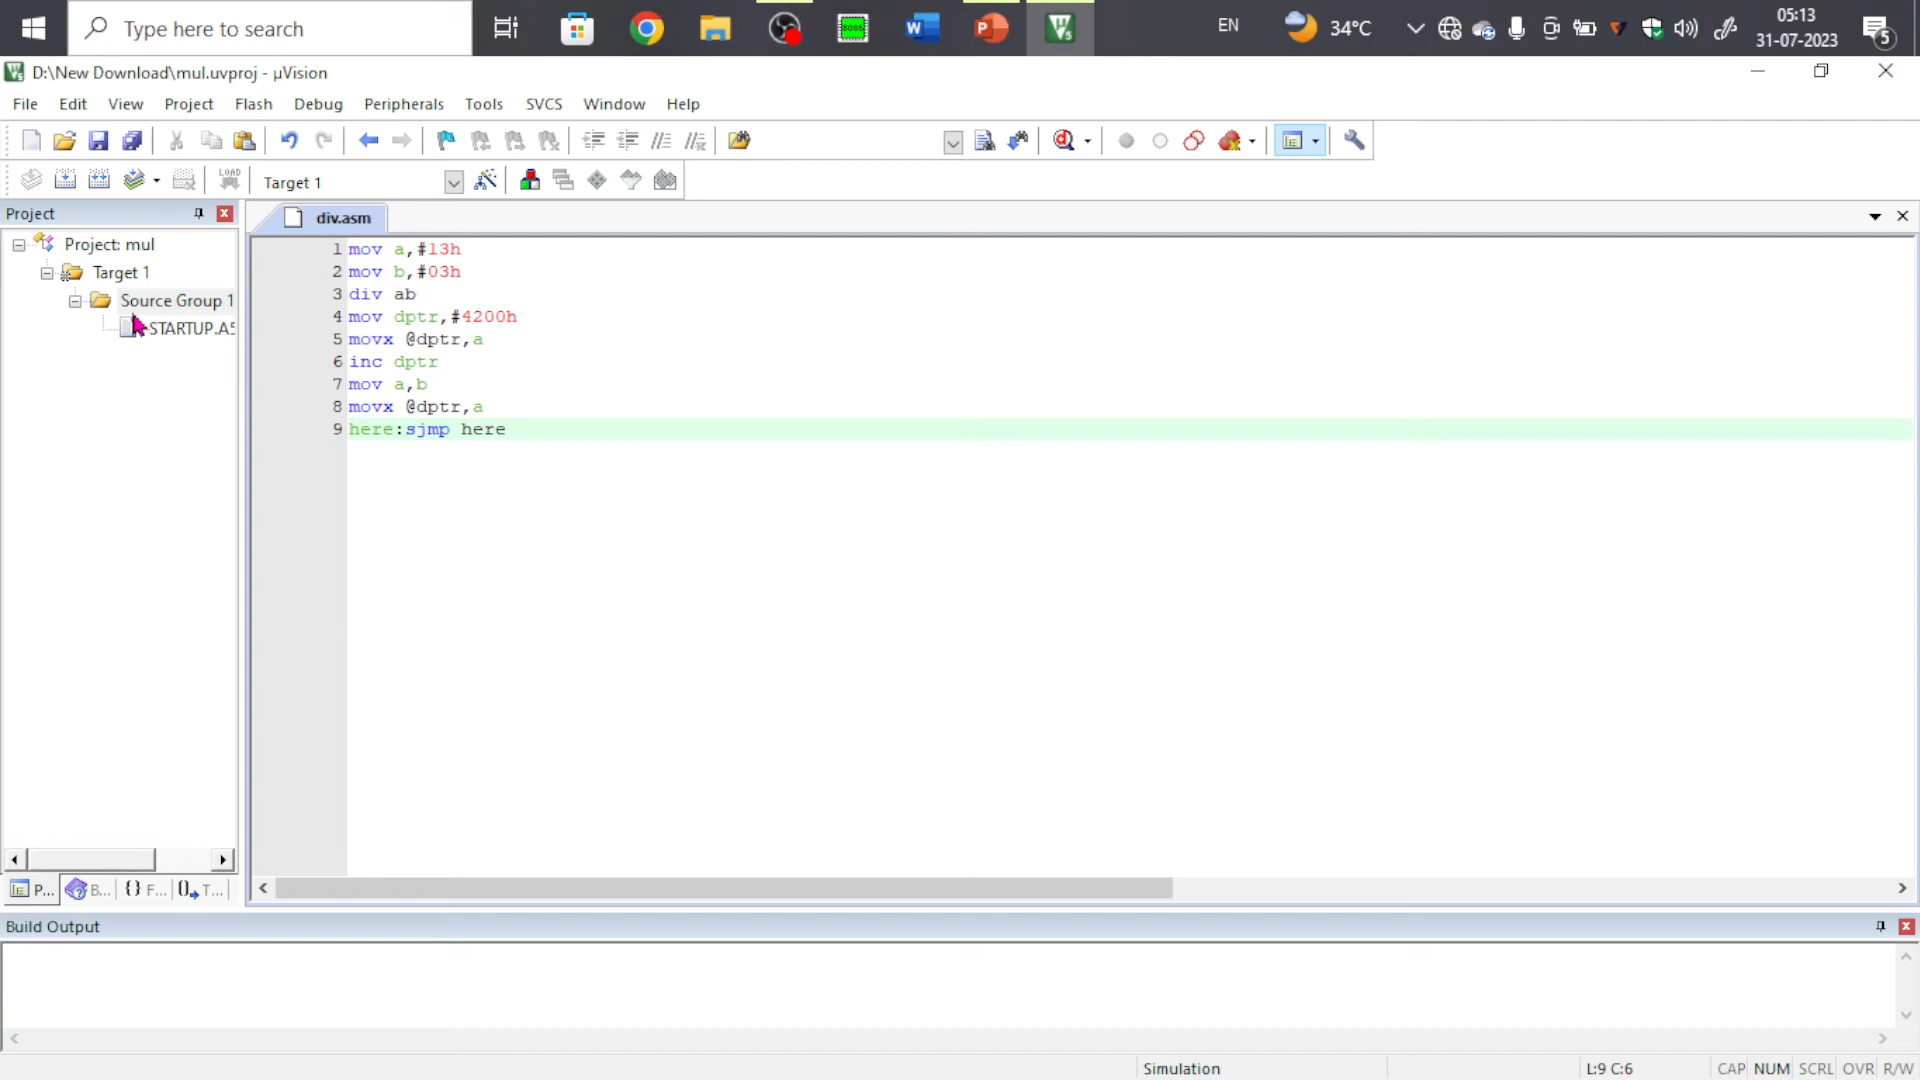 Type here to search
8086
EN
34°C
05:13
31-07-2023
5
D:\New Download\mul.uvproj - µVision
File Edit View Project Flash Debug Peripherals Tools SVCS Window Help
LOAD
Target 1
Project
div.asm
Project: mul
Target 1
Source Group 1
STARTUP.A5
1 mov a,#13h
2 mov b,#03h
3 div ab
4 mov dptr,#4200h
5 movx @dptr,a
6 inc dptr
7 mov a,b
8 movx @dptr,a
9 here:sjmp here
P... B... {} F... T...
Build Output
Simulation
L:9 C:6
CAP NUM SCRL OVR R/W